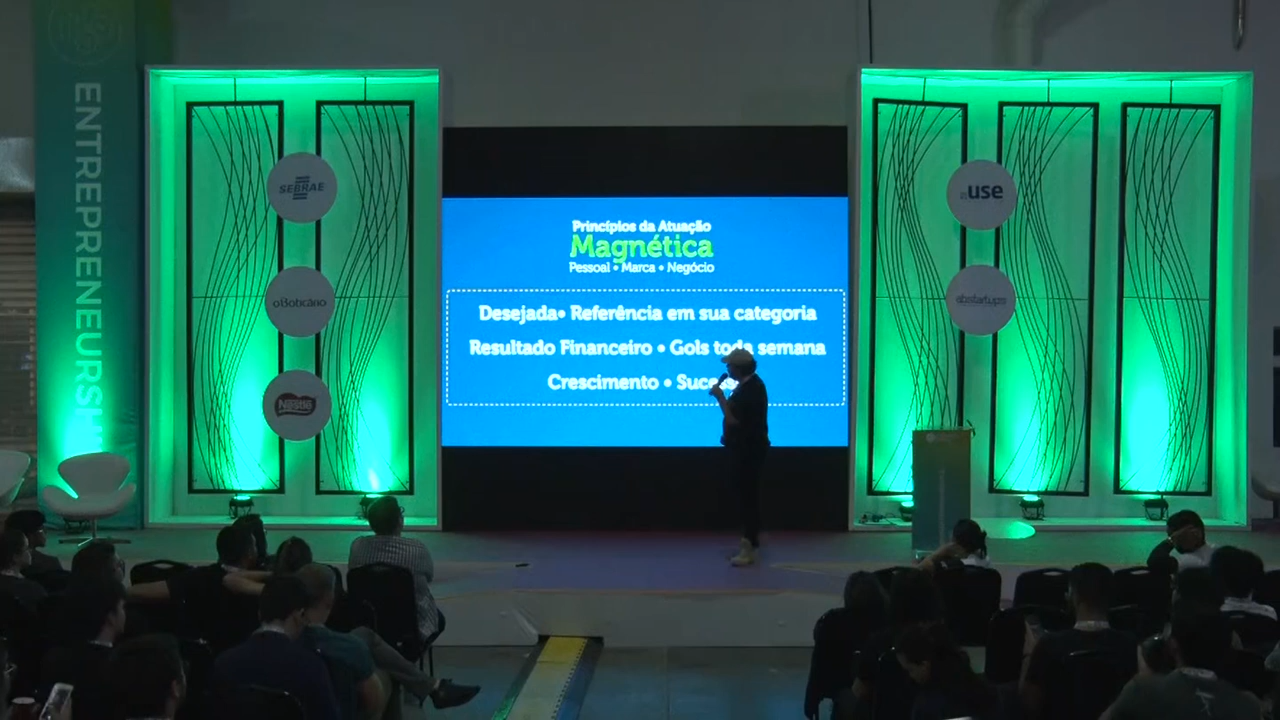 ENTREPRENEURSH
SEBRAE
oBoticário
Nestlé
Princípios da Atuação
Magnética
Pessoal • Marca • Negócio
Desejada• Referência em sua categoria
Resultado Financeiro • Gols toda semana
Crescimento •
use
abstartups